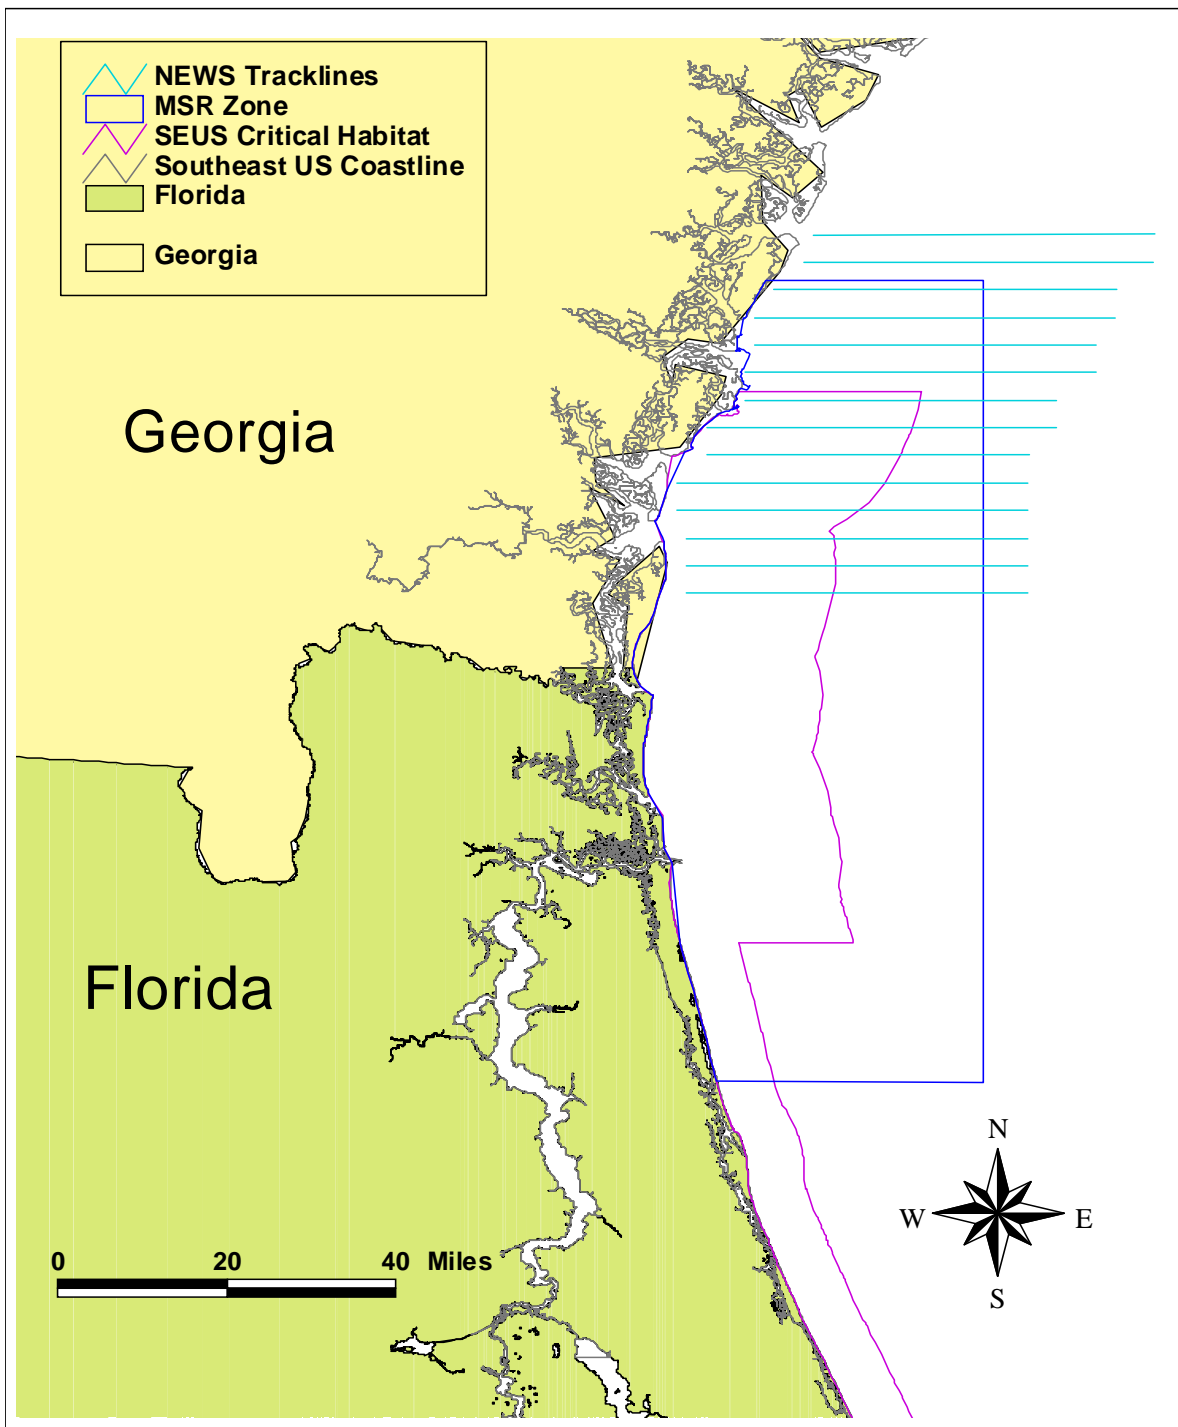 NEWS Tracklines
MSR Zone
SEUS Critical Habitat
Southeast US Coastline
Florida
Georgia
Georgia
Florida
N
W E
S
0 20 40 Miles